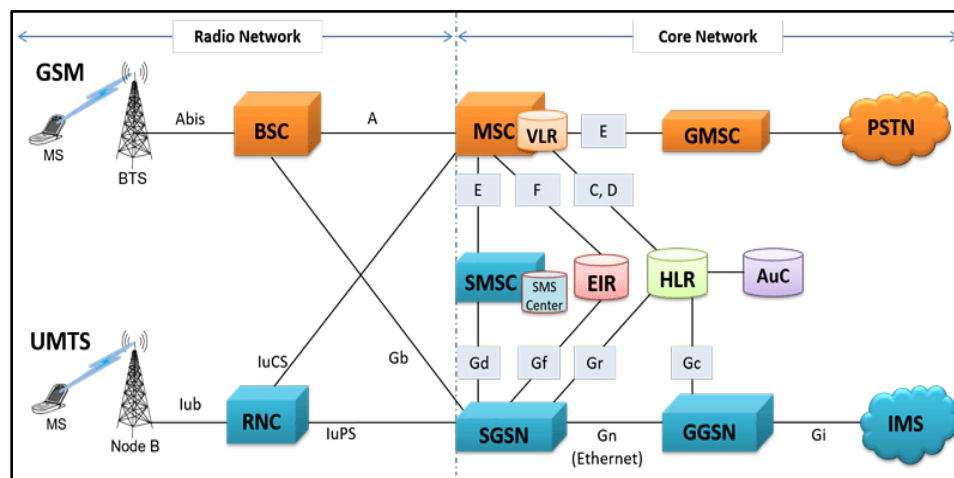 Radio Network
Core Network
GSM
MS
BTS
Abis
BSC
A
MSC
VLR
E
GMSC
PSTN
E
F
C, D
SMSC
SMS
Center
EIR
HLR
AuC
UMTS
MS
Node B
Iub
RNC
IuCS
Gb
IuPS
Gd
Gf
Gr
Gc
SGSN
Gn
(Ethernet)
GGSN
Gi
IMS